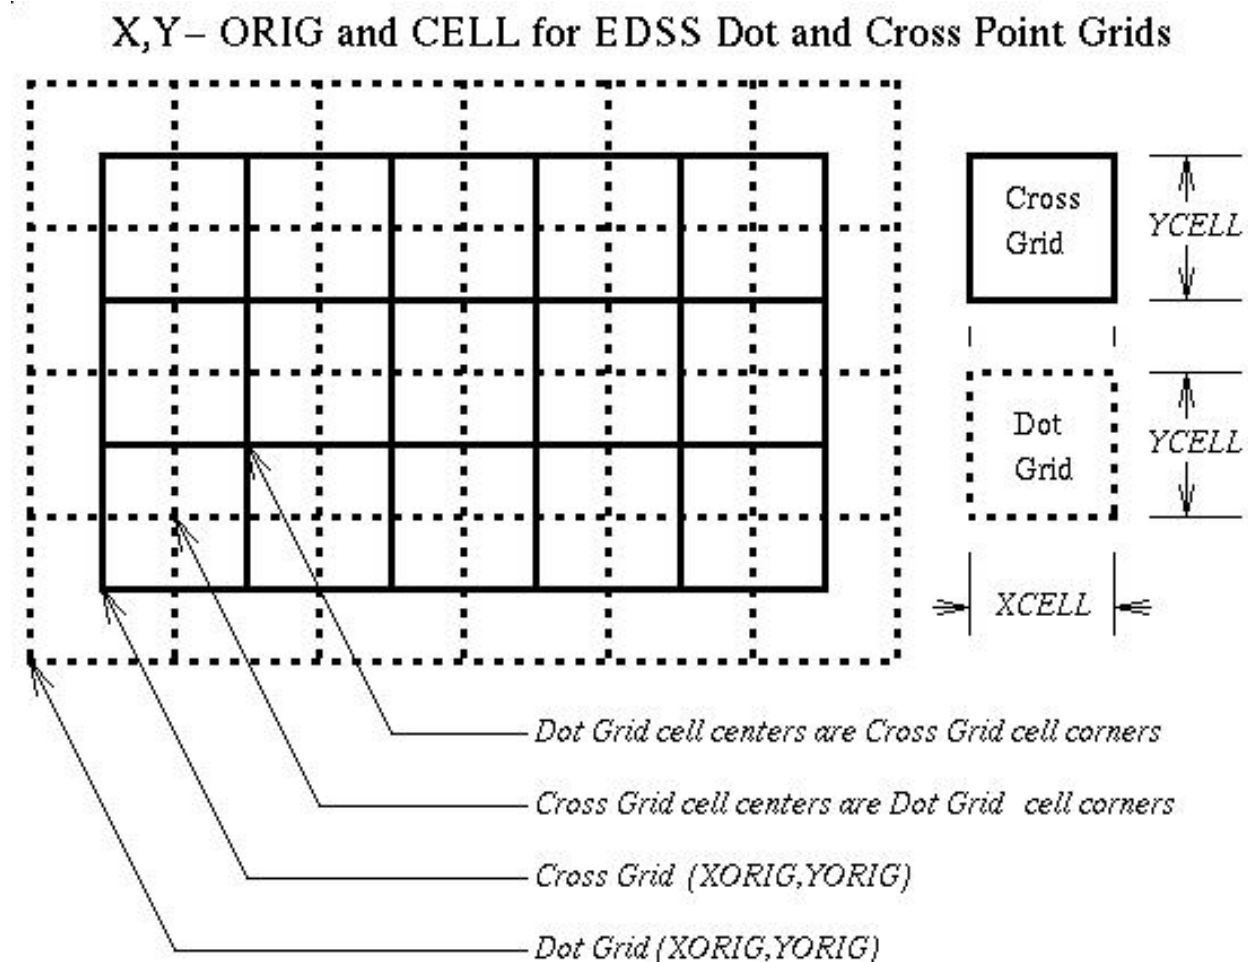 X,Y– ORIG and CELL for EDSS Dot and Cross Point Grids
Cross
Grid
YCELL
Dot
Grid
YCELL
XCELL
Dot Grid cell centers are Cross Grid cell corners
Cross Grid cell centers are Dot Grid cell corners
Cross Grid (XORIG,YORIG)
Dot Grid (XORIG,YORIG)